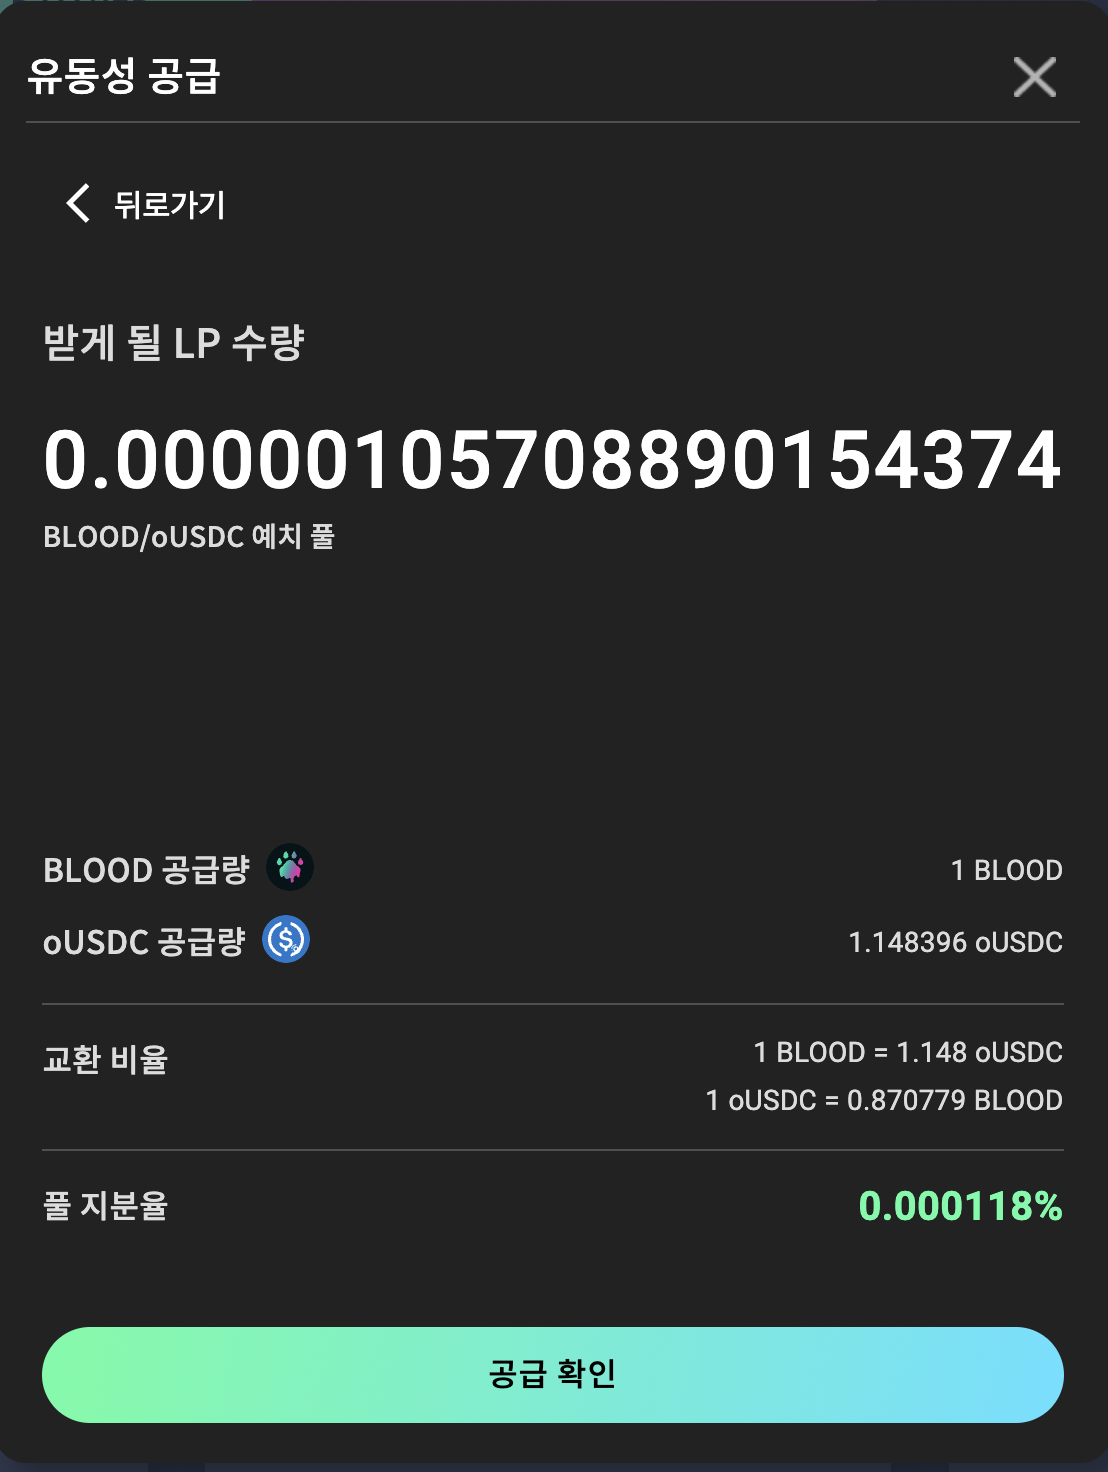 유동성 공급
뒤로가기
받게 될 LP 수량
0.000001057088890154374
BLOOD/oUSDC 예치 풀
BLOOD 공급량
1 BLOOD
oUSDC 공급량
1.148396 oUSDC
교환 비율
1 BLOOD = 1.148 oUSDC
1 oUSDC = 0.870779 BLOOD
풀 지분율
0.000118%
공급 확인